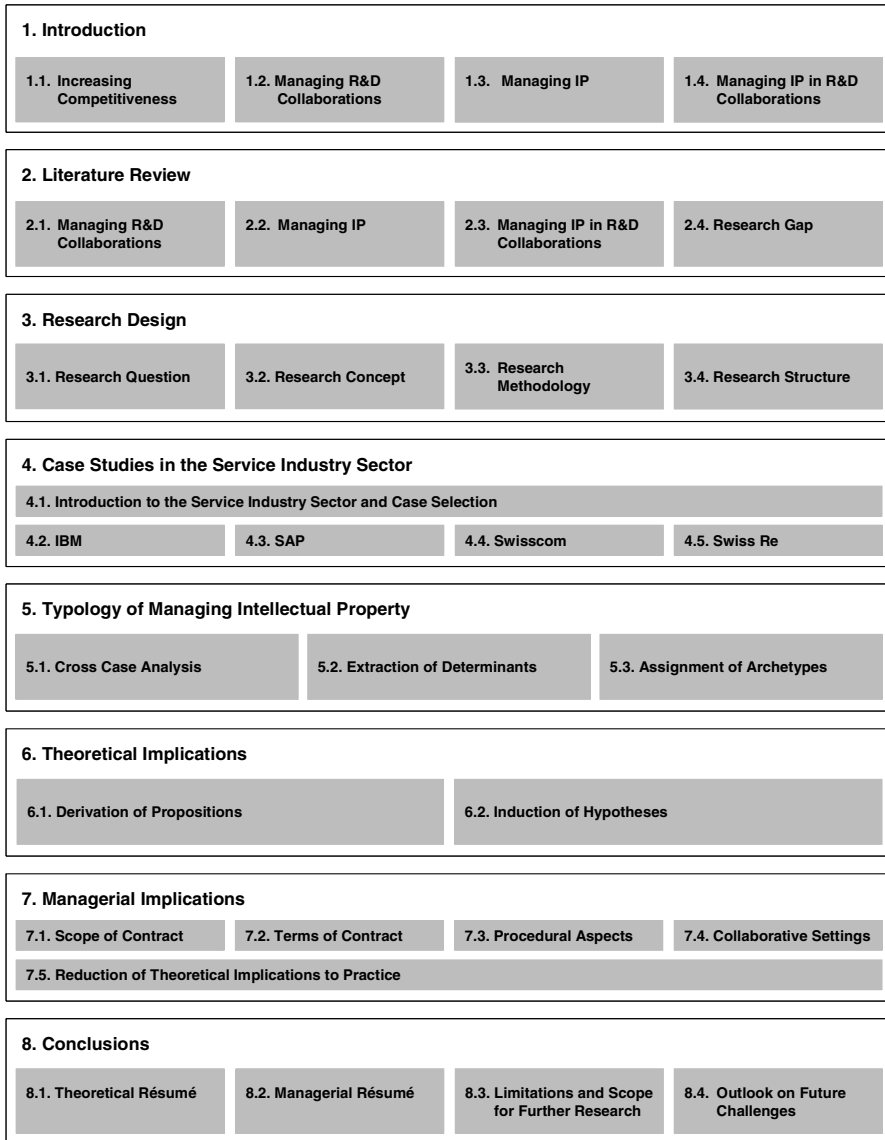 1. Introduction
1.1. Increasing
Competitiveness
1.2. Managing R&D
Collaborations
1.3. Managing IP
1.4. Managing IP in R&D
Collaborations
2. Literature Review
2.1. Managing R&D
Collaborations
2.2. Managing IP
2.3. Managing IP in R&D
Collaborations
2.4. Research Gap
3. Research Design
3.1. Research Question
3.2. Research Concept
3.3. Research
Methodology
3.4. Research Structure
4. Case Studies in the Service Industry Sector
4.1. Introduction to the Service Industry Sector and Case Selection
4.2. IBM
4.3. SAP
4.4. Swisscom
4.5. Swiss Re
5. Typology of Managing Intellectual Property
5.1. Cross Case Analysis
5.2. Extraction of Determinants
5.3. Assignment of Archetypes
6. Theoretical Implications
6.1. Derivation of Propositions
6.2. Induction of Hypotheses
7. Managerial Implications
7.1. Scope of Contract
7.2. Terms of Contract
7.3. Procedural Aspects
7.4. Collaborative Settings
7.5. Reduction of Theoretical Implications to Practice
8. Conclusions
8.1. Theoretical Résumé
8.2. Managerial Résumé
8.3. Limitations and Scope
for Further Research
8.4. Outlook on Future
Challenges